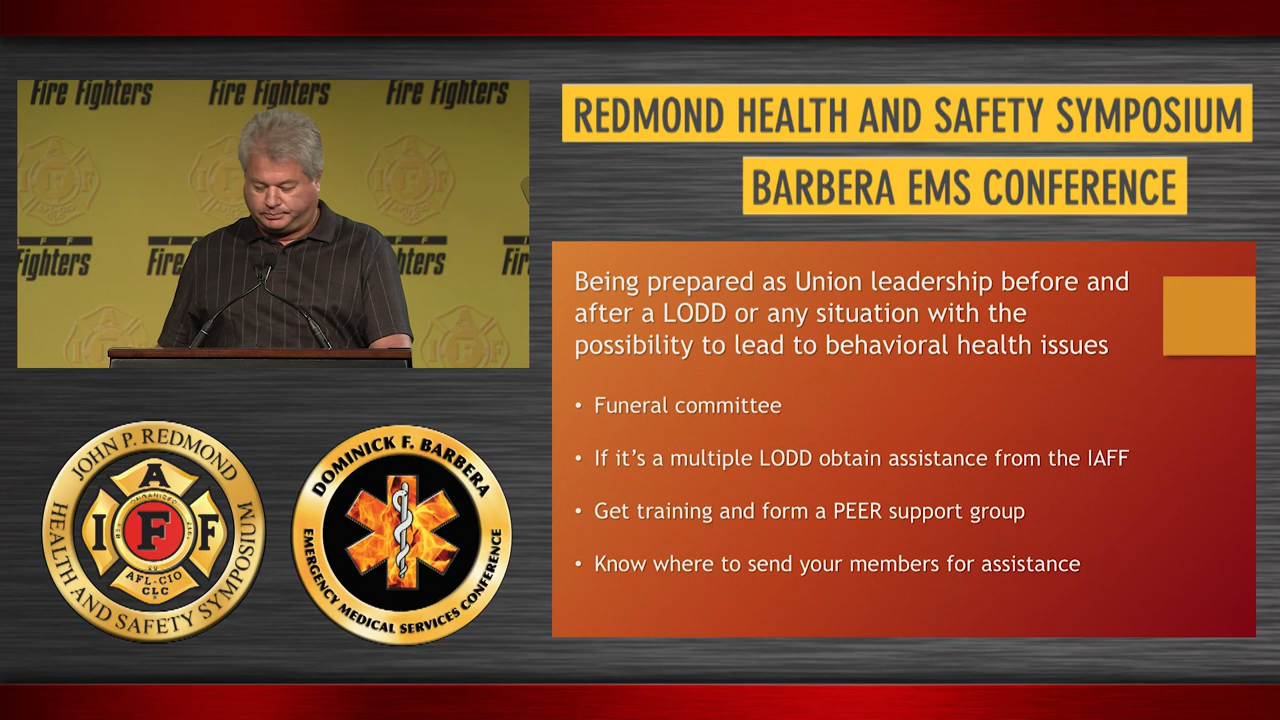 Fire Fighters
Fire Fighters
Fire Fighters
I F F
I F F
Fighters
Fire
hters
Fir
REDMOND HEALTH AND SAFETY SYMPOSIUM
BARBERA EMS CONFERENCE
Being prepared as Union leadership before and
after a LODD or any situation with the
possibility to lead to behavioral health issues
• Funeral committee
• If it's a multiple LODD obtain assistance from the IAFF
• Get training and form a PEER support group
• Know where to send your members for assistance
JOHN P. REDMOND
HEALTH AND SAFETY SYMPOSIUM
A
ORGANIZED
I F F
AFL-CIO
CLC
DOMINICK F. BARBERA
EMERGENCY MEDICAL SERVICES CONFERENCE